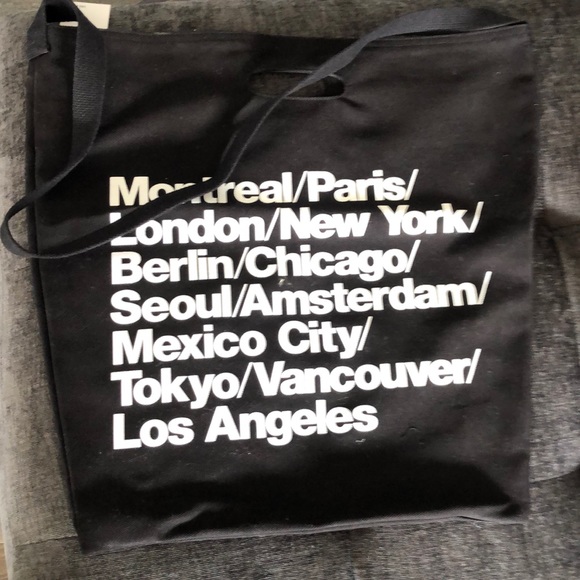 Montreal/Paris/
London/New York/
Berlin/Chicago/
Seoul/Amsterdam/
Mexico City/
Tokyo/Vancouver/
Los Angeles